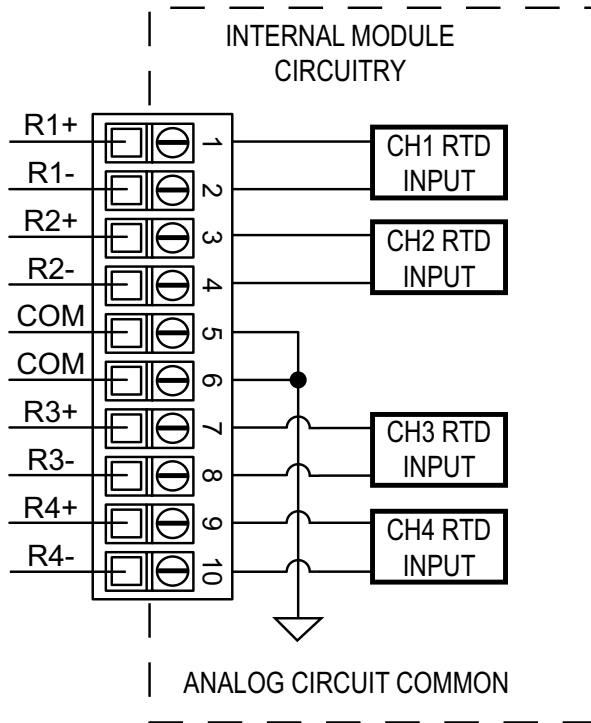 INTERNAL MODULE
CIRCUITRY
R1+
1
CH1 RTD
INPUT
R1-
2
R2+
3
CH2 RTD
INPUT
R2-
4
COM
5
COM
6
R3+
7
CH3 RTD
INPUT
R3-
8
R4+
9
CH4 RTD
INPUT
R4-
10
ANALOG CIRCUIT COMMON